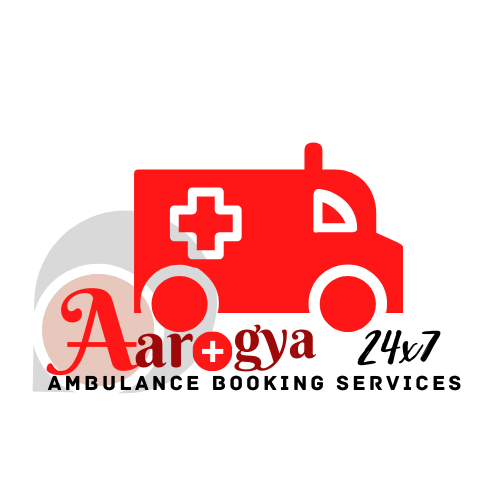 Aarogya 24x7
AMBULANCE BOOKING SERVICES